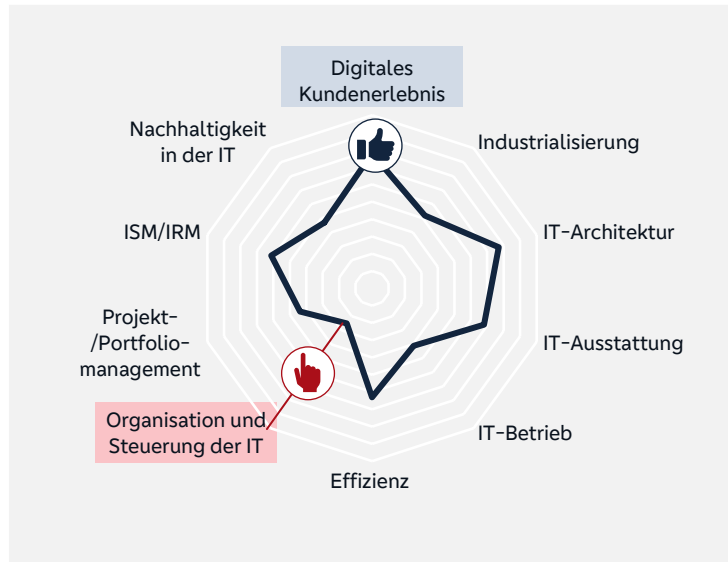 Digitales
Kundenerlebnis
Nachhaltigkeit
in der IT
Industrialisierung
ISM/IRM
IT-Architektur
Projekt-
/Portfolio-
management
IT-Ausstattung
Organisation und
Steuerung der IT
IT-Betrieb
Effizienz